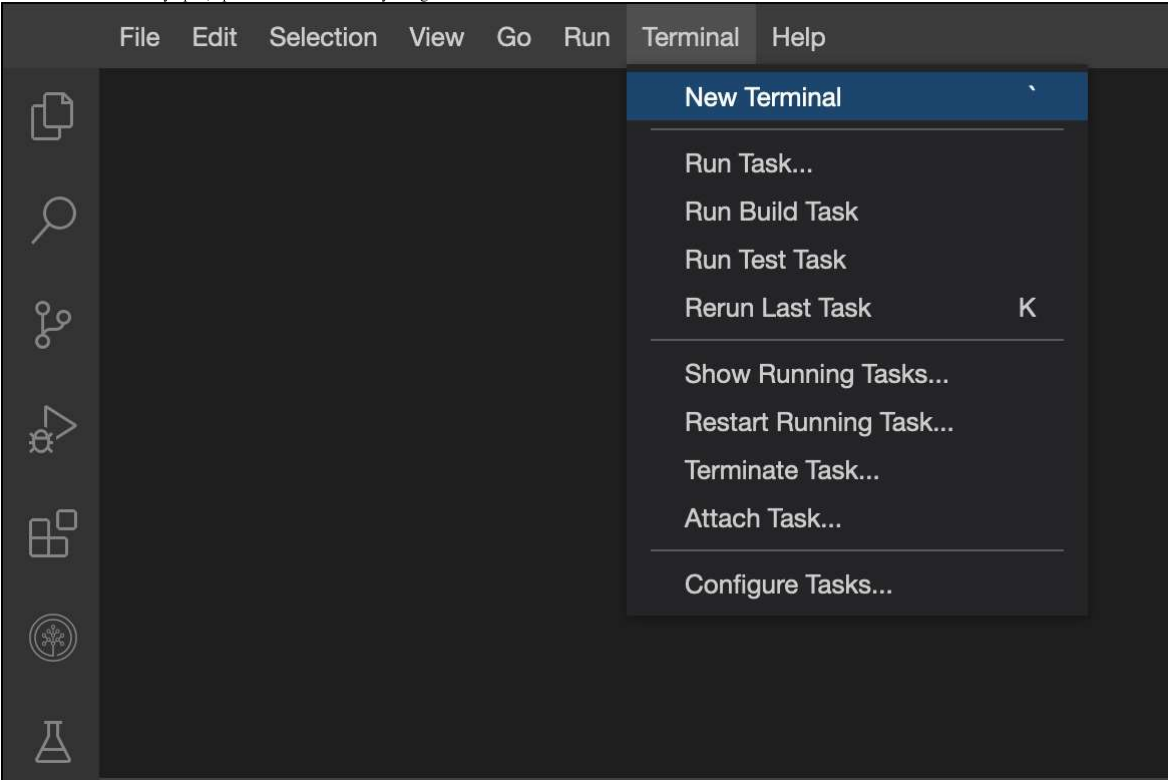 File Edit Selection View Go Run Terminal Help
New Terminal `
Run Task...
Run Build Task
Run Test Task
Rerun Last Task K
Show Running Tasks...
Restart Running Task...
Terminate Task...
Attach Task...
Configure Tasks...